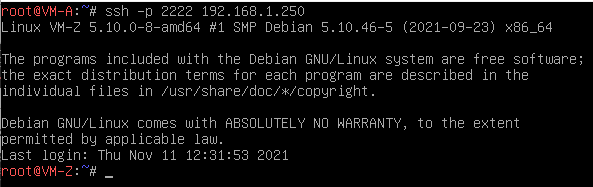 root@VM-A:~# ssh -p 2222 192.168.1.250
Linux VM-Z 5.10.0-8-amd64 #1 SMP Debian 5.10.46-5 (2021-09-23) x86_64
The programs included with the Debian GNU/Linux system are free software;
the exact distribution terms for each program are described in the
individual files in /usr/share/doc/*/copyright.
Debian GNU/Linux comes with ABSOLUTELY NO WARRANTY, to the extent
permitted by applicable law.
Last login: Thu Nov 11 12:31:53 2021
root@VM-Z:~# _